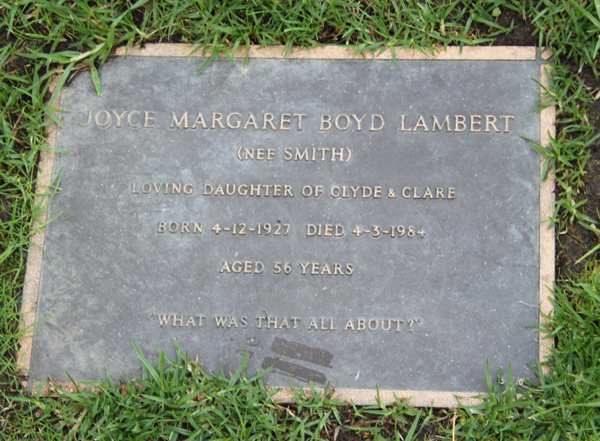 JOYCE MARGARET BOYD LAMBERT
(NEE SMITH)
LOVING DAUGHTER OF CLYDE & CLARE
BORN 4-12-1927 DIED 4-3-1984
AGED 56 YEARS
"WHAT WAS THAT ALL ABOUT?"